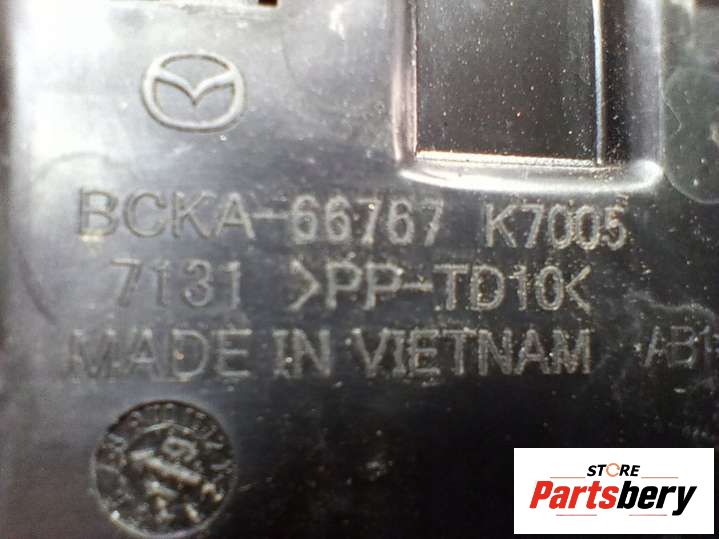 BCKA-66767 K7005
7131 >PP-TD10<
MADE IN VIETNAM
STORE
Partsbery